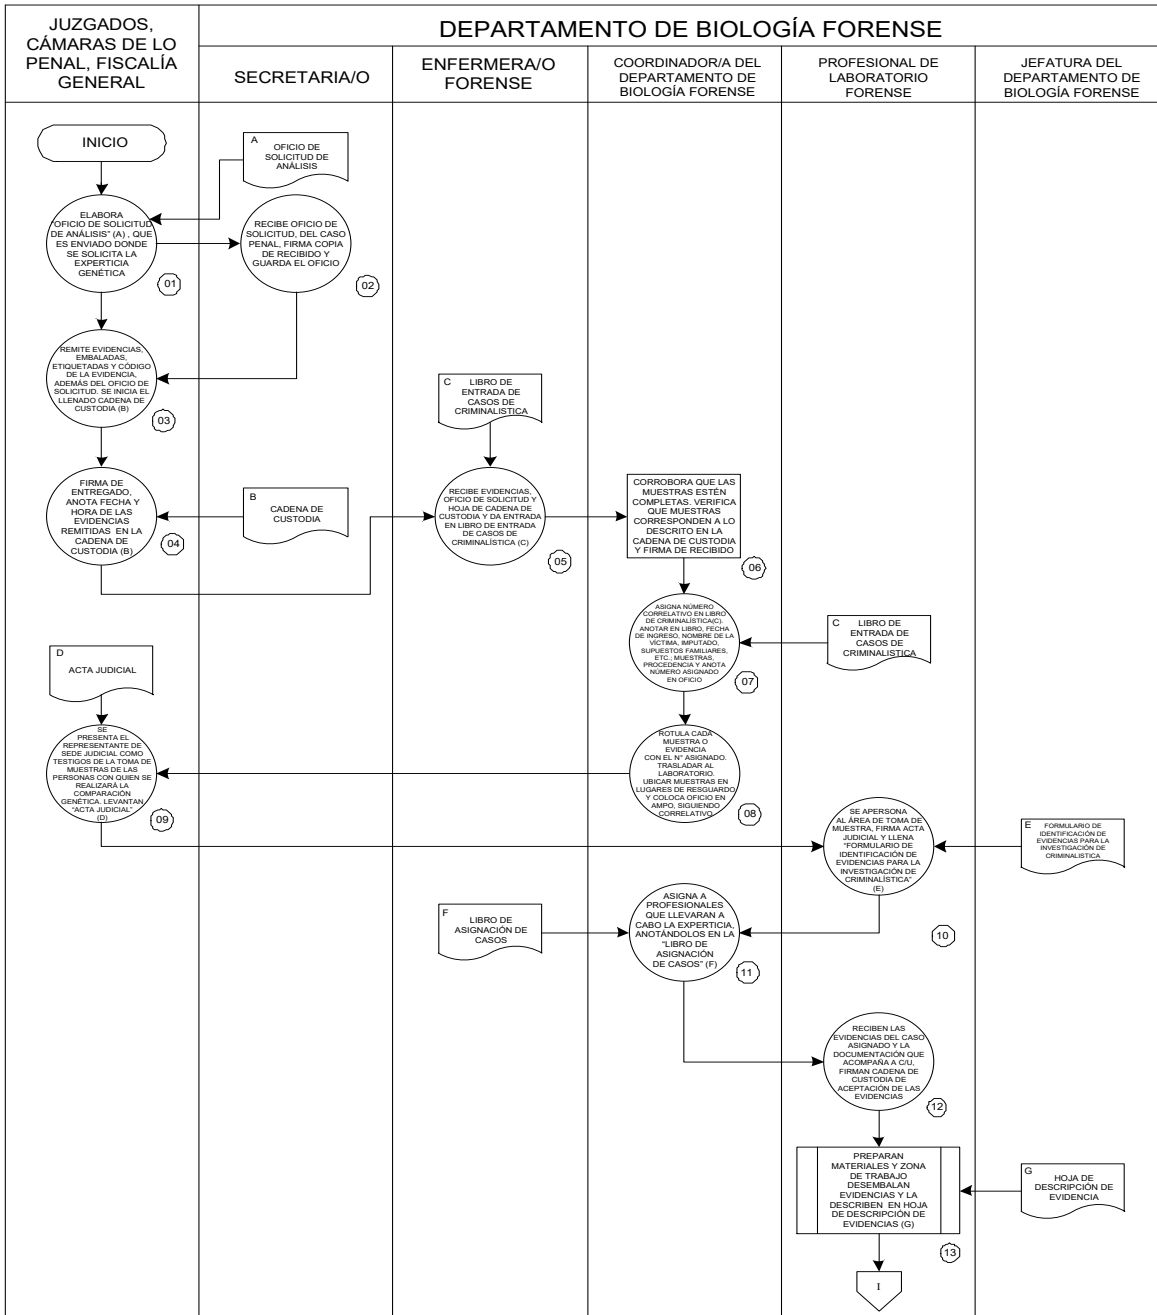 JUZGADOS,
CÁMARAS DE LO
PENAL, FISCALÍA
GENERAL
DEPARTAMENTO DE BIOLOGÍA FORENSE
SECRETARIA/O
ENFERMERA/O
FORENSE
COORDINADOR/A DEL
DEPARTAMENTO DE
BIOLOGÍA FORENSE
PROFESIONAL DE
LABORATORIO
FORENSE
JEFATURA DEL
DEPARTAMENTO DE
BIOLOGÍA FORENSE
INICIO
A
OFICIO DE
SOLICITUD DE
ANÁLISIS
ELABORA
"OFICIO DE SOLICITUD
DE ANÁLISIS" (A) , QUE
ES ENVIADO DONDE
SE SOLICITA LA
EXPERTICIA
GENÉTICA
01
RECIBE OFICIO DE
SOLICITUD, DEL CASO
PENAL, FIRMA COPIA
DE RECIBIDO Y
GUARDA EL OFICIO
02
REMITE EVIDENCIAS,
EMBALADAS,
ETIQUETADAS Y CÓDIGO
DE LA EVIDENCIA,
ADEMÁS DEL OFICIO DE
SOLICITUD. SE INICIA EL
LLENADO CADENA DE
CUSTODIA (B)
03
C
LIBRO DE
ENTRADA DE
CASOS DE
CRIMINALISTICA
FIRMA DE
ENTREGADO,
ANOTA FECHA Y
HORA DE LAS
EVIDENCIAS
REMITIDAS EN LA
CADENA DE
CUSTODIA (B)
04
B
CADENA DE
CUSTODIA
RECIBE EVIDENCIAS,
OFICIO DE SOLICITUD Y
HOJA DE CADENA DE
CUSTODIA Y DA ENTRADA
EN LIBRO DE ENTRADA
DE CASOS DE
CRIMINALÍSTICA (C)
05
CORROBORA QUE LAS
MUESTRAS ESTÉN
COMPLETAS. VERIFICA
QUE MUESTRAS
CORRESPONDEN A LO
DESCRITO EN LA
CADENA DE CUSTODIA
Y FIRMA DE RECIBIDO
06
ASIGNA NÚMERO
CORRELATIVO EN LIBRO
DE CRIMINALÍSTICA(C).
ANOTAR EN LIBRO, FECHA
DE INGRESO, NOMBRE DE LA
VÍCTIMA, IMPUTADO,
SUPUESTOS FAMILIARES,
ETC.; MUESTRAS,
PROCEDENCIA Y ANOTA
NÚMERO ASIGNADO
EN OFICIO
07
C
LIBRO DE
ENTRADA DE
CASOS DE
CRIMINALISTICA
D
ACTA JUDICIAL
SE
PRESENTA EL
REPRESENTANTE DE
SEDE JUDICIAL COMO
TESTIGOS DE LA TOMA DE
MUESTRAS DE LAS
PERSONAS CON QUIEN SE
REALIZARÁ LA
COMPARACIÓN
GENÉTICA. LEVANTAN
"ACTA JUDICIAL"
(D)
09
ROTULA CADA
MUESTRA O
EVIDENCIA
CON EL N° ASIGNADO.
TRASLADAR AL
LABORATORIO.
UBICAR MUESTRAS EN
LUGARES DE RESGUARDO
Y COLOCA OFICIO EN
AMPO, SIGUIENDO
CORRELATIVO
08
SE APERSONA
AL ÁREA DE TOMA DE
MUESTRA, FIRMA ACTA
JUDICIAL Y LLENA
"FORMULARIO DE
IDENTIFICACIÓN DE
EVIDENCIAS PARA LA
INVESTIGACIÓN DE
CRIMINALÍSTICA"
(E)
10
E
FORMULARIO DE
IDENTIFICACIÓN DE
EVIDENCIAS PARA LA
INVESTIGACIÓN DE
CRIMINALISTICA
F
LIBRO DE
ASIGNACIÓN DE
CASOS
ASIGNA A
PROFESIONALES
QUE LLEVARAN A
CABO LA EXPERTICIA,
ANOTÁNDOLOS EN LA
"LIBRO DE
ASIGNACIÓN
DE CASOS" (F)
11
RECIBEN LAS
EVIDENCIAS DEL CASO
ASIGNADO Y LA
DOCUMENTACIÓN QUE
ACOMPAÑA A C/U,
FIRMAN CADENA DE
CUSTODIA DE
ACEPTACIÓN DE LAS
EVIDENCIAS
12
PREPARAN
MATERIALES Y ZONA
DE TRABAJO
DESEMBALAN
EVIDENCIAS Y LA
DESCRIBEN EN HOJA
DE DESCRIPCIÓN DE
EVIDENCIAS (G)
13
G
HOJA DE
DESCRIPCIÓN DE
EVIDENCIA
I